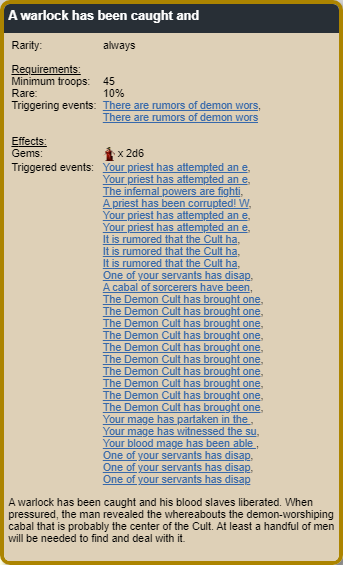 A warlock has been caught and
Rarity: always
Requirements:
Minimum troops: 45
Rare: 10%
Triggering events: There are rumors of demon wors,
There are rumors of demon wors
Effects:
Gems: x 2d6
Triggered events: Your priest has attempted an e,
Your priest has attempted an e,
The infernal powers are fighti,
A priest has been corrupted! W,
Your priest has attempted an e,
Your priest has attempted an e,
It is rumored that the Cult ha,
It is rumored that the Cult ha,
It is rumored that the Cult ha,
One of your servants has disap,
A cabal of sorcerers have been,
The Demon Cult has brought one,
The Demon Cult has brought one,
The Demon Cult has brought one,
The Demon Cult has brought one,
The Demon Cult has brought one,
The Demon Cult has brought one,
The Demon Cult has brought one,
The Demon Cult has brought one,
The Demon Cult has brought one,
The Demon Cult has brought one,
Your mage has partaken in the ,
Your mage has witnessed the su,
Your blood mage has been able ,
One of your servants has disap,
One of your servants has disap,
One of your servants has disap
A warlock has been caught and his blood slaves liberated. When
pressured, the man revealed the whereabouts the demon-worshiping
cabal that is probably the center of the Cult. At least a handful of men
will be needed to find and deal with it.